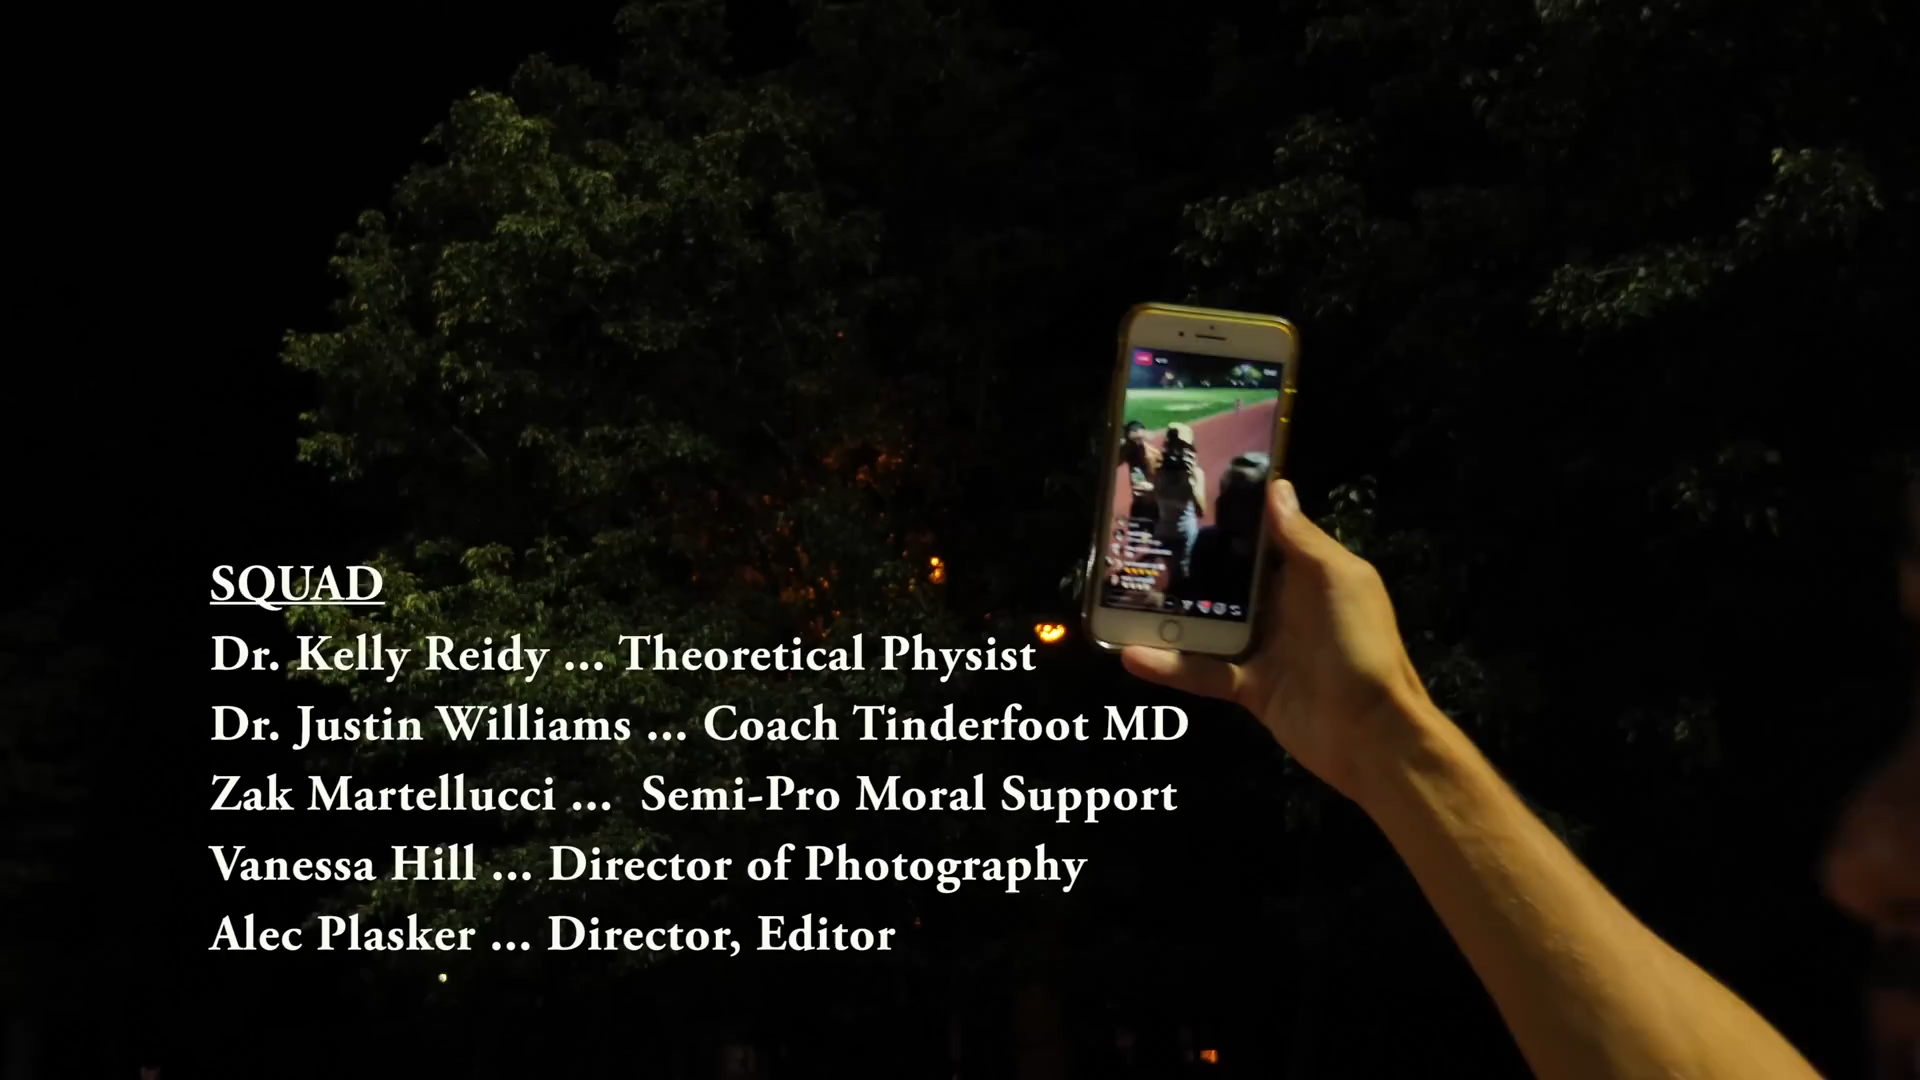 SQUAD
Dr. Kelly Reidy ... Theoretical Physist
Dr. Justin Williams ... Coach Tinderfoot MD
Zak Martellucci ...  Semi-Pro Moral Support
Vanessa Hill ... Director of Photography
Alec Plasker ... Director, Editor